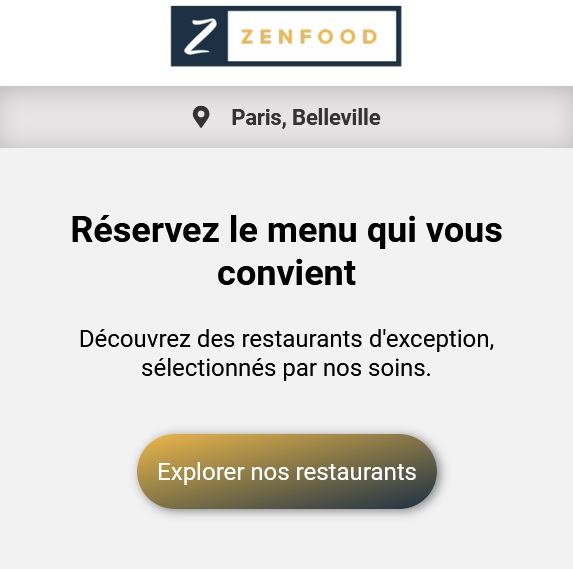 Z ZENFOOD
Paris, Belleville
Réservez le menu qui vous
convient
Découvrez des restaurants d'exception,
sélectionnés par nos soins.
Explorer nos restaurants